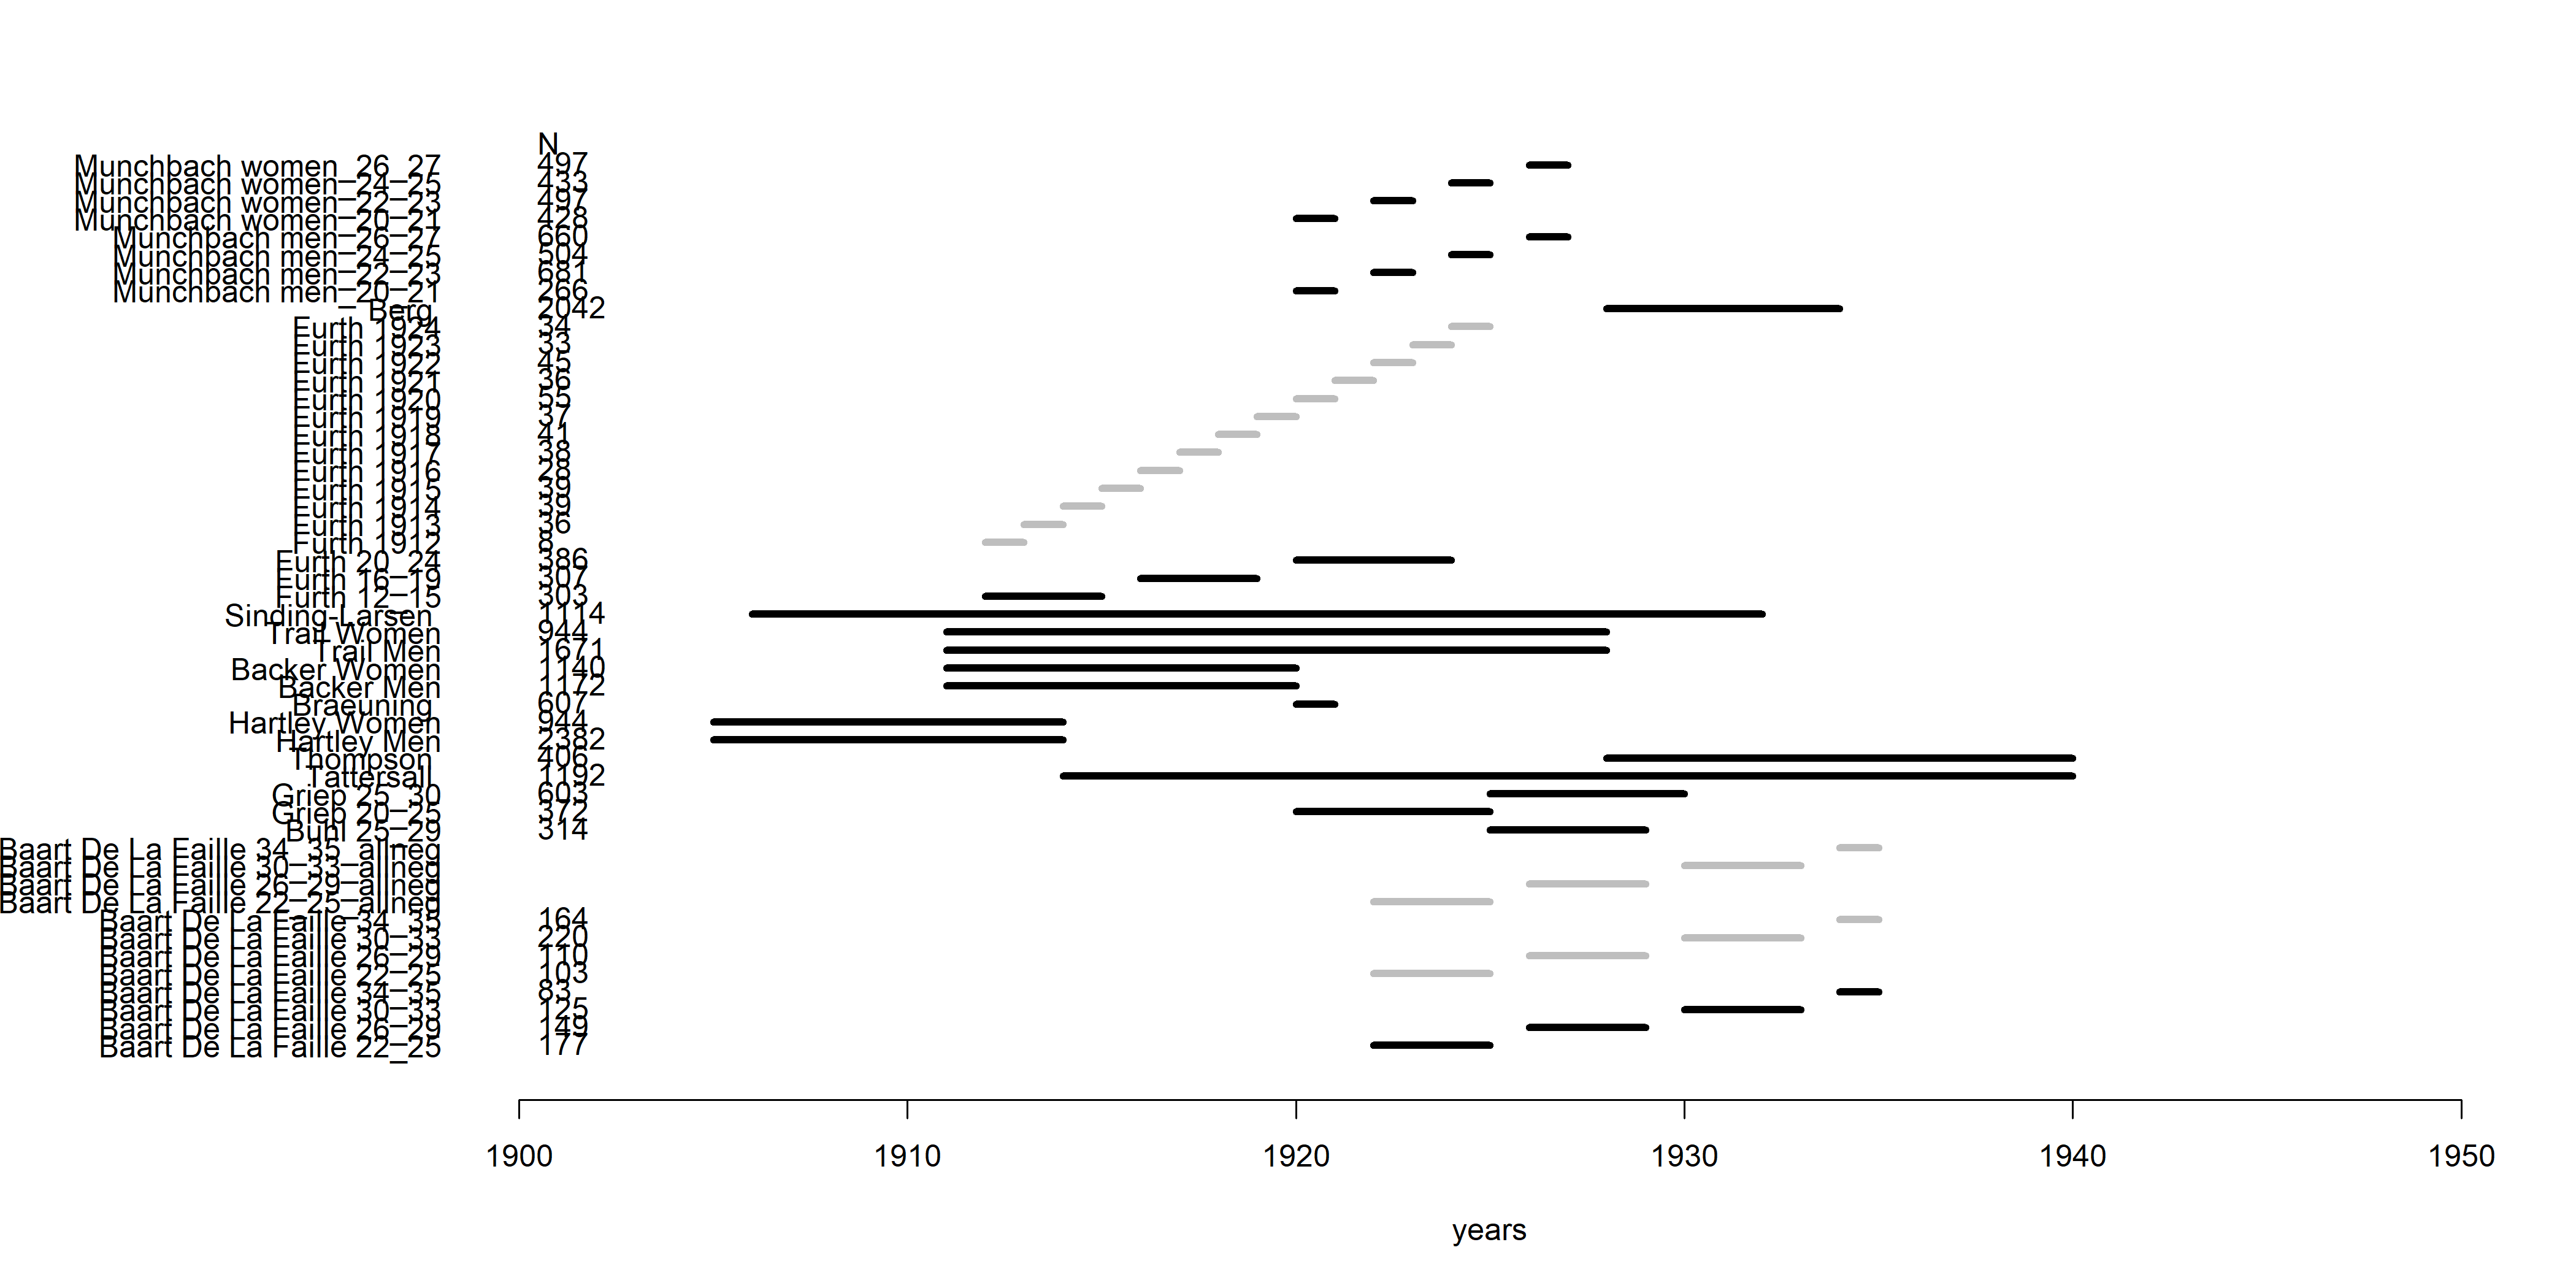 N
Munchbach women_26_27 497
Munchbach women_24_25 433
Munchbach women_22_23 497
Munchbach women_20_21 428
Munchbach men_26_27 660
Munchbach men_24_25 504
Munchbach men_22_23 681
Munchbach men_20_21 266
Berg 2042
Furth 1924 34
Furth 1923 33
Furth 1922 45
Furth 1921 36
Furth 1920 55
Furth 1919 37
Furth 1918 41
Furth 1917 38
Furth 1916 28
Furth 1915 39
Furth 1914 39
Furth 1913 36
Furth 1912 8
Furth 20_24 386
Furth 16_19 307
Furth 12_15 303
Sinding-Larsen 1114
Trail Women 944
Trail Men 1671
Backer Women 1140
Backer Men 1172
Braeuning 607
Hartley Women 944
Hartley Men 2382
Thompson 406
Tattersall 1192
Griep 25_30 603
Griep 20_25 372
Buhl 25_29 314
Baart De La Faille 34_35_allneg
Baart De La Faille 30_33_allneg
Baart De La Faille 26_29_allneg
Baart De La Faille 22_25_allneg
Baart De La Faille 34_35 164
Baart De La Faille 30_33 220
Baart De La Faille 26_29 110
Baart De La Faille 22_25 103
Baart De La Faille 34_35 83
Baart De La Faille 30_33 125
Baart De La Faille 26_29 149
Baart De La Faille 22_25 177
1900 1910 1920 1930 1940 1950
years